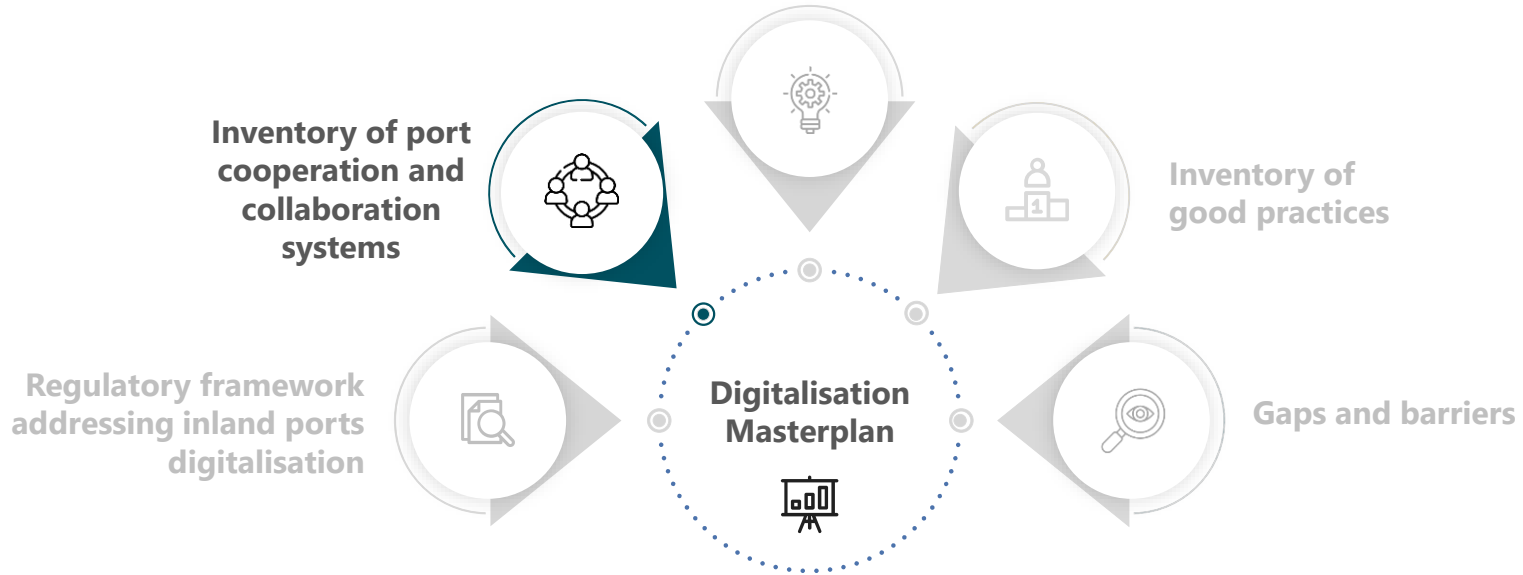 Inventory of port
cooperation and
collaboration
systems
Inventory of
good practices
Regulatory framework
addressing inland ports
digitalisation
Digitalisation
Masterplan
Gaps and barriers
1